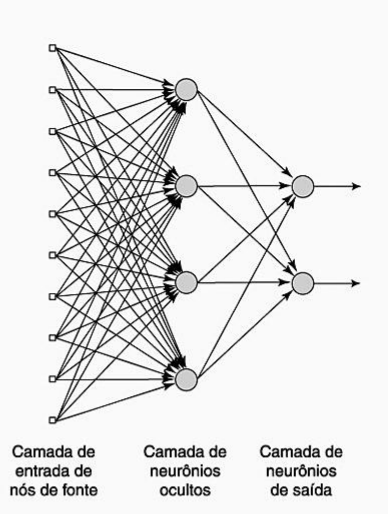 Camada de
entrada de
nós de fonte
Camada de
neurônios
ocultos
Camada de
neurônios
de saída